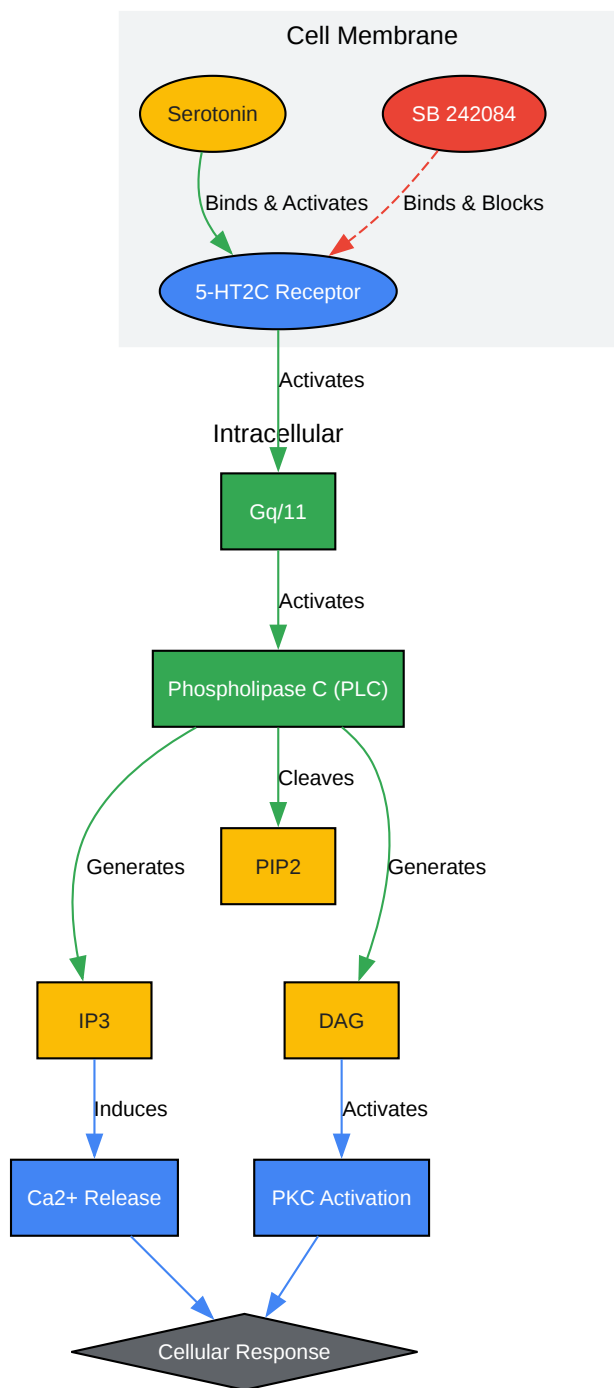 Cell Membrane
Serotonin
SB 242084
Binds & Activates
Binds & Blocks
5-HT2C Receptor
Activates
Intracellular
Gq/11
Activates
Phospholipase C (PLC)
Cleaves
Generates
PIP2
Generates
IP3
DAG
Induces
Activates
Ca2+ Release
PKC Activation
Cellular Response